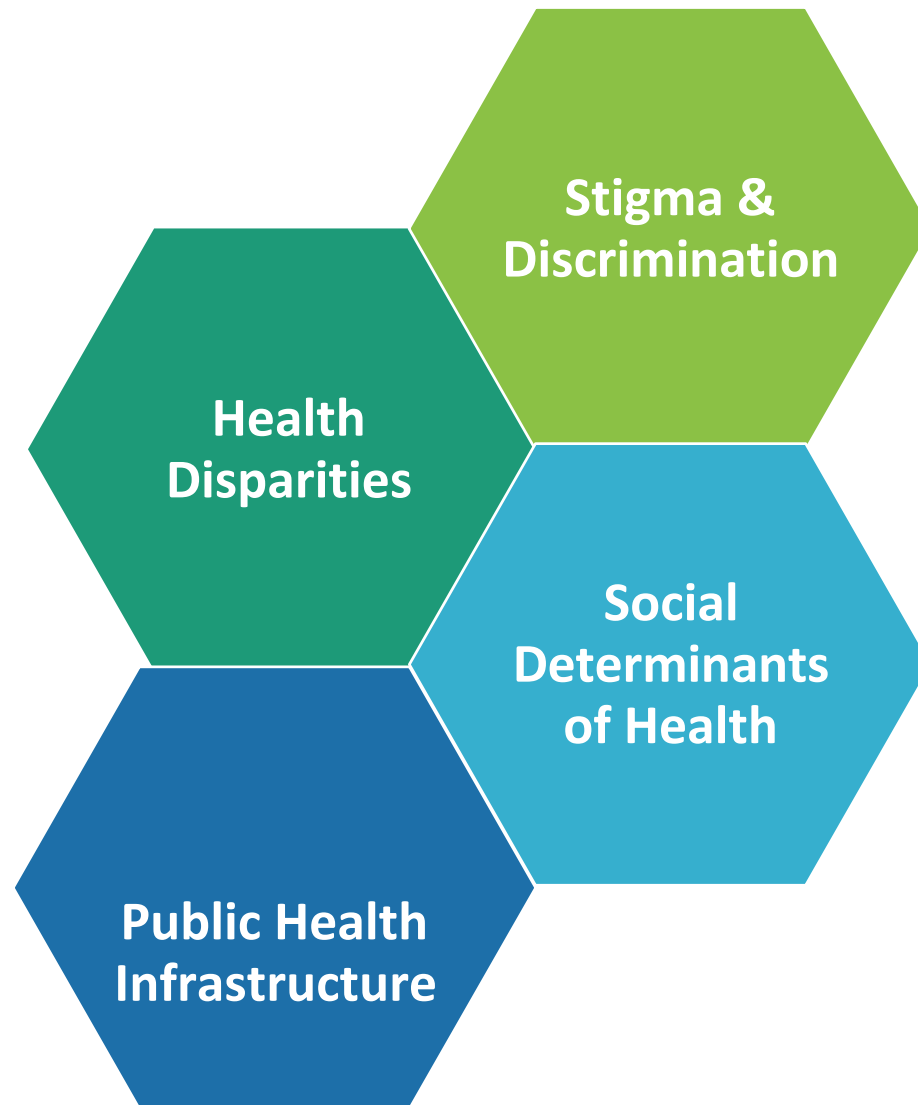 Stigma &
Discrimination
Health
Disparities
Social
Determinants
of Health
Public Health
Infrastructure